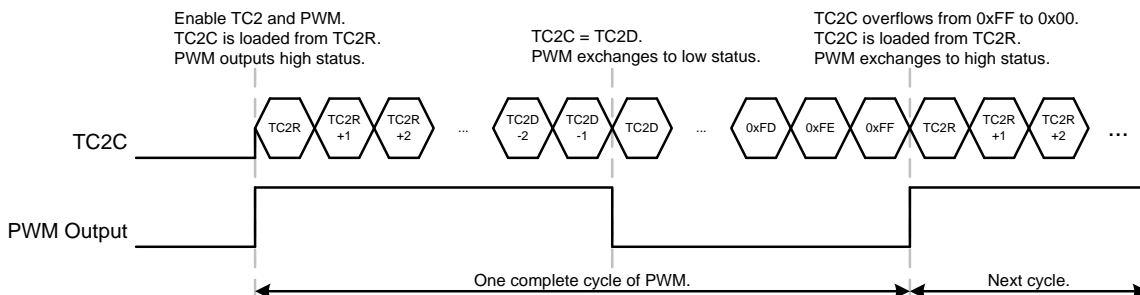 Enable TC2 and PWM.
TC2C is loaded from TC2R.
PWM outputs high status.
TC2C = TC2D.
PWM exchanges to low status.
TC2C overflows from 0xFF to 0x00.
TC2C is loaded from TC2R.
PWM exchanges to high status.
TC2C
TC2R
TC2R
+1
TC2R
+2
...
TC2D
-2
TC2D
-1
TC2D
...
0xFD
0xFE
0xFF
TC2R
TC2R
+1
TC2R
+2
...
PWM Output
One complete cycle of PWM.
Next cycle.